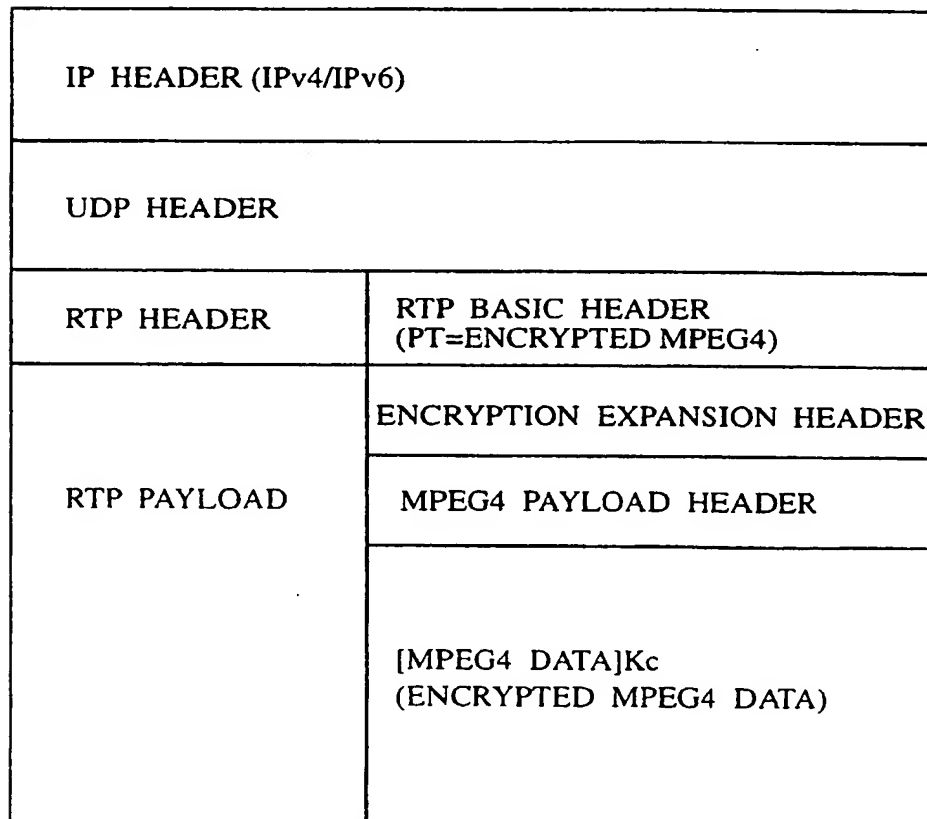 IP HEADER (IPv4/IPv6)
UDP HEADER
RTP HEADER
RTP BASIC HEADER
(PT=ENCRYPTED MPEG4)
ENCRYPTION EXPANSION HEADER
RTP PAYLOAD
MPEG4 PAYLOAD HEADER
[MPEG4 DATA]Kc
(ENCRYPTED MPEG4 DATA)